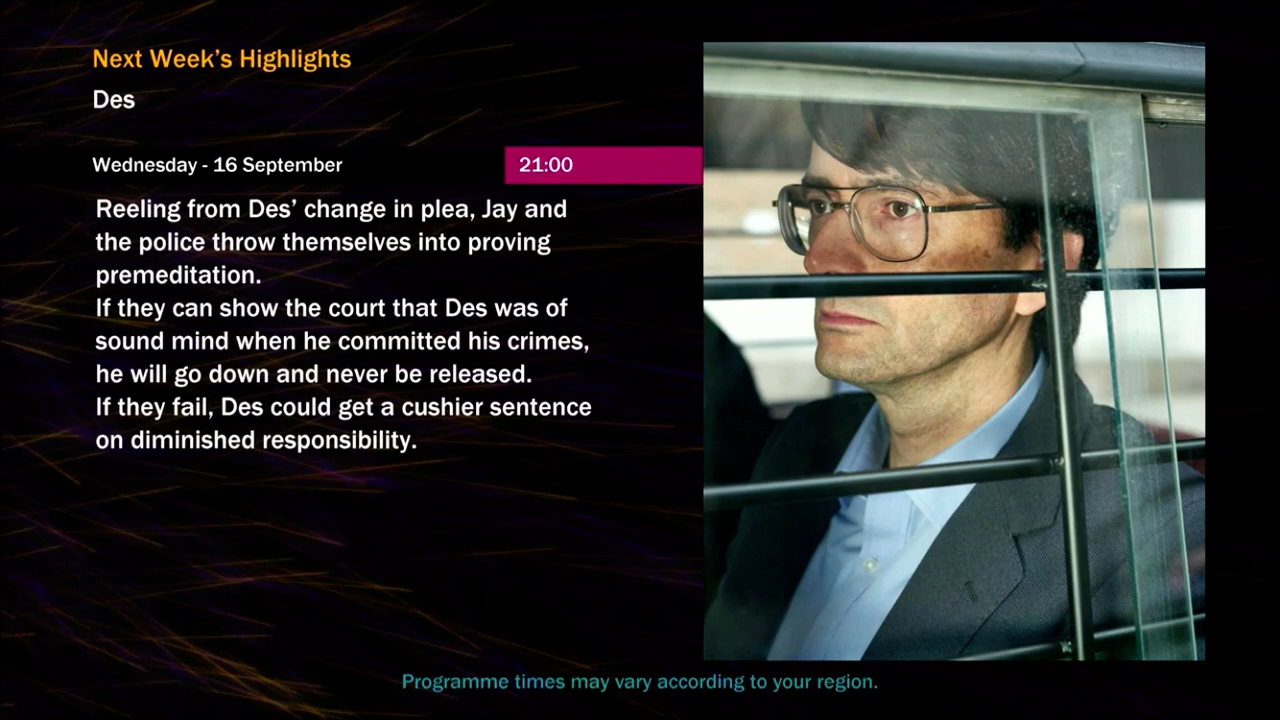 Next Week’s Highlights
Des
Wednesday - 16 September
21:00
Reeling from Des’ change in plea, Jay and
the police throw themselves into proving
premeditation.
If they can show the court that Des was of
sound mind when he committed his crimes,
he will go down and never be released.
If they fail, Des could get a cushier sentence
on diminished responsibility.
Programme times may vary according to your region.